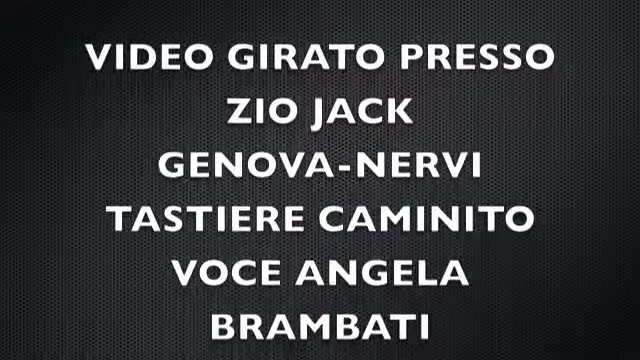 VIDEO GIRATO PRESSO
ZIO JACK
GENOVA-NERVI
TASTIERE CAMINITO
VOCE ANGELA
BRAMBATI